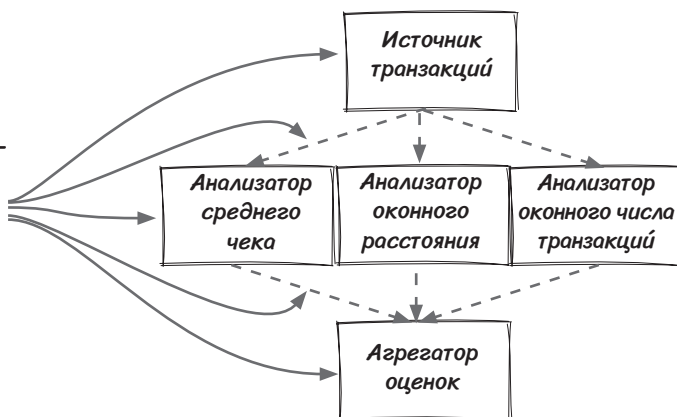 Источник
транзакций
Анализатор
среднего
чека
Анализатор
оконного
расстояния
Анализатор
оконного числа
транзакций
Агрегатор
оценок